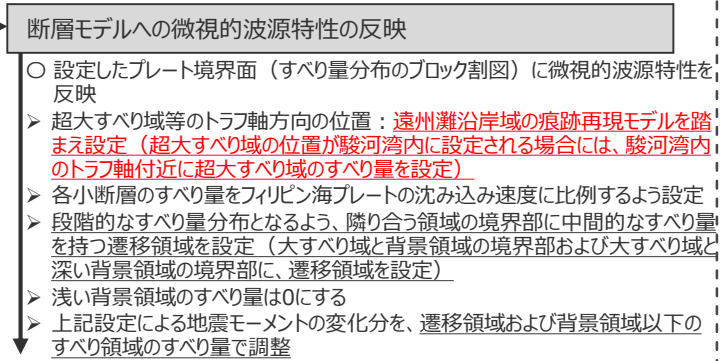 断層モデルへの微視的波源特性の反映
○ 設定したプレート境界面（すべり量分布のブロック割図）に微視的波源特性を
反映
➢ 超大すべり域等のトラフ軸方向の位置：遠州灘沿岸域の痕跡再現モデルを踏
まえ設定（超大すべり域の位置が駿河湾内に設定される場合には、駿河湾内
のトラフ軸付近に超大すべり域のすべり量を設定）
➢ 各小断層のすべり量をフィリピン海プレートの沈み込み速度に比例するよう設定
➢ 段階的なすべり量分布となるよう、隣り合う領域の境界部に中間的なすべり量
を持つ遷移領域を設定（大すべり域と背景領域の境界部および大すべり域と
深い背景領域の境界部に、遷移領域を設定）
➢ 浅い背景領域のすべり量は0にする
➢ 上記設定による地震モーメントの変化分を、遷移領域および背景領域以下の
すべり領域のすべり量で調整